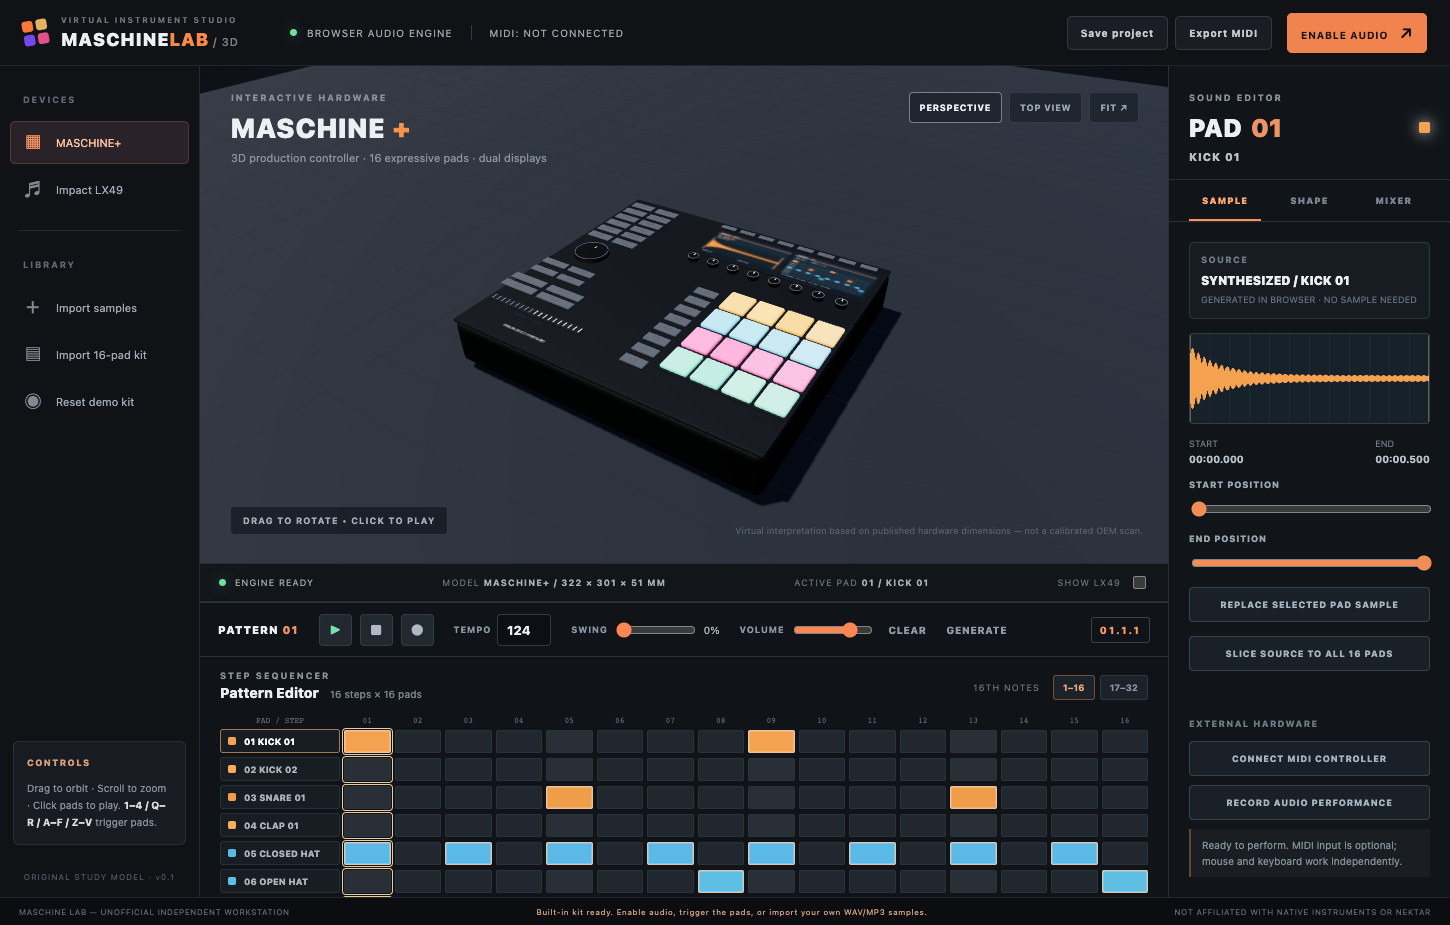 VIRTUAL INSTRUMENT STUDIO
MASCHINELAB / 3D
BROWSER AUDIO ENGINE
MIDI: NOT CONNECTED
Save project
Export MIDI
ENABLE AUDIO ↗
DEVICES
MASCHINE+
Impact LX49
LIBRARY
Import samples
Import 16-pad kit
Reset demo kit
CONTROLS
Drag to orbit · Scroll to zoom
· Click pads to play. 1–4 / Q–
R / A–F / Z–V trigger pads.
ORIGINAL STUDY MODEL · v0.1
INTERACTIVE HARDWARE
MASCHINE +
3D production controller · 16 expressive pads · dual displays
PERSPECTIVE
TOP VIEW
FIT ↗
MASCHINE
DRAG TO ROTATE • CLICK TO PLAY
Virtual interpretation based on published hardware dimensions — not a calibrated OEM scan.
ENGINE READY
MODEL MASCHINE+ / 322 × 301 × 51 MM
ACTIVE PAD 01 / KICK 01
SHOW LX49
PATTERN 01
TEMPO 124
SWING 0%
VOLUME
CLEAR
GENERATE
01.1.1
STEP SEQUENCER
Pattern Editor 16 steps × 16 pads
16TH NOTES
1–16
17–32
PAD / STEP 01 02 03 04 05 06 07 08 09 10 11 12 13 14 15 16
01 KICK 01
02 KICK 02
03 SNARE 01
04 CLAP 01
05 CLOSED HAT
06 OPEN HAT
SOUND EDITOR
PAD 01
KICK 01
SAMPLE
SHAPE
MIXER
SOURCE
SYNTHESIZED / KICK 01
GENERATED IN BROWSER · NO SAMPLE NEEDED
START END
00:00.000 00:00.500
START POSITION
END POSITION
REPLACE SELECTED PAD SAMPLE
SLICE SOURCE TO ALL 16 PADS
EXTERNAL HARDWARE
CONNECT MIDI CONTROLLER
RECORD AUDIO PERFORMANCE
Ready to perform. MIDI input is optional;
mouse and keyboard work independently.
MASCHINE LAB — UNOFFICIAL INDEPENDENT WORKSTATION
Built-in kit ready. Enable audio, trigger the pads, or import your own WAV/MP3 samples.
NOT AFFILIATED WITH NATIVE INSTRUMENTS OR NEKTAR